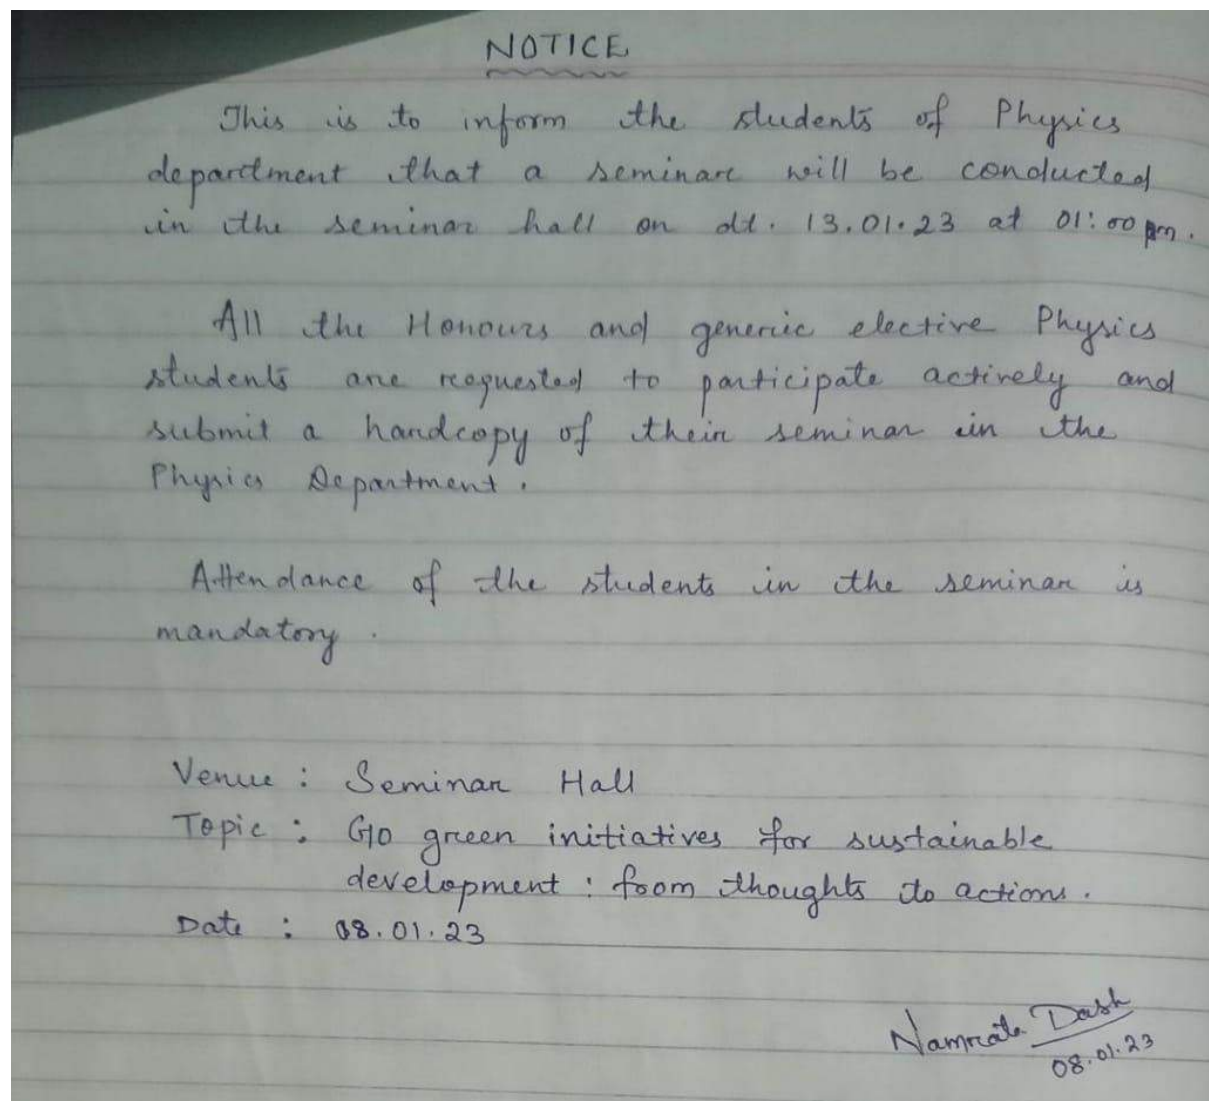 NOTICE
This is to inform the students of Physics
department that a seminar will be conducted
in the seminar hall on dt. 13.01.23 at 01:00 pm.
All the Honours and generic elective Physics
students are requested to participate actively and
submit a hardcopy of their seminar in the
Physics Department.
Attendance of the students in the seminar is
mandatory.
Venue : Seminar Hall
Topic : Go green initiatives for sustainable
development : from thoughts to actions.
Date : 08.01.23
Namrata Dash
08.01.23